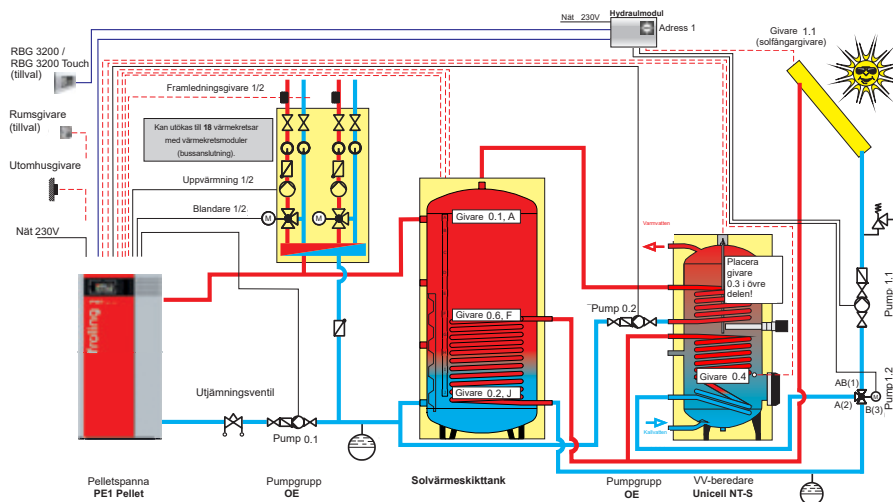 Nät 230V
Hydraulmodul
Adress 1
Givare 1.1
(solfångargivare)
RBG 3200 /
RBG 3200 Touch
(tillval)
Framledningsgivare 1/2
Rumsgivare
(tillval)
Kan utökas till 18 värmekretsar
med värmekretsmoduler
(bussanslutning).
Utomhusgivare
Uppvärmning 1/2
Blandare 1/2
M
M
Nät 230V
Givare 0.1, A
Varmvatten
Placera
givare
0.3 i övre
delen!
Pump 1.1
froling
Givare 0.6, F
Pump 0.2
Givare 0.4
Givare 0.2, J
AB(1)
A(2)
M
B(3)
Pump 1.2
Utjämningsventil
Pump 0.1
Kallvatten
Pelletspanna
PE1 Pellet
Pumpgrupp
OE
Solvärmeskikttank
Pumpgrupp
OE
VV-beredare
Unicell NT-S